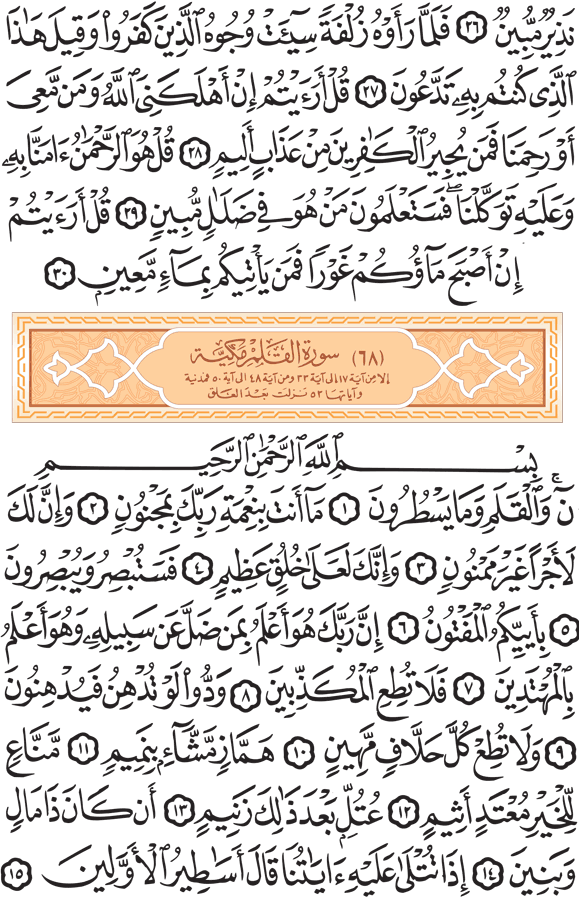 نَذِيرٌ مُّبِينٌ ٢٦ فَلَمَّا رَأَوْهُ زُلْفَةً سِيٓـَٔتْ وُجُوهُ ٱلَّذِينَ كَفَرُوا۟ وَقِيلَ هَٰذَا
ٱلَّذِى كُنتُم بِهِۦ تَدَّعُونَ ٢٧ قُلْ أَرَءَيْتُمْ إِنْ أَهْلَكَنِىَ ٱللَّهُ وَمَن مَّعِىَ
أَوْ رَحِمَنَا فَمَن يُجِيرُ ٱلْكَٰفِرِينَ مِنْ عَذَابٍ أَلِيمٍ ٢٨ قُلْ هُوَ ٱلرَّحْمَٰنُ ءَامَنَّا بِهِۦ
وَعَلَيْهِ تَوَكَّلْنَا ۖ فَسَتَعْلَمُونَ مَنْ هُوَ فِى ضَلَٰلٍ مُّبِينٍ ٢٩ قُلْ أَرَءَيْتُمْ
إِنْ أَصْبَحَ مَآؤُكُمْ غَوْرًا فَمَن يَأْتِيكُم بِمَآءٍ مَّعِينٍۭ ٣٠
(٦٨) سورة القلم مكية
إلا من آية ١٧ إلى آية ٣٣ ومن آية ٤٨ إلى آية ٥٠ فمدنية
وآياتها ٥٢ نزلت بعد العلق
بِسْمِ ٱللَّهِ ٱلرَّحْمَٰنِ ٱلرَّحِيمِ
نٓ ۚ وَٱلْقَلَمِ وَمَا يَسْطُرُونَ ١ مَآ أَنتَ بِنِعْمَةِ رَبِّكَ بِمَجْنُونٍ ٢ وَإِنَّ لَكَ
لَأَجْرًا غَيْرَ مَمْنُونٍ ٣ وَإِنَّكَ لَعَلَىٰ خُلُقٍ عَظِيمٍ ٤ فَسَتُبْصِرُ وَيُبْصِرُونَ
٥ بِأَييِّكُمُ ٱلْمَفْتُونُ ٦ إِنَّ رَبَّكَ هُوَ أَعْلَمُ بِمَن ضَلَّ عَن سَبِيلِهِۦ وَهُوَ أَعْلَمُ
بِٱلْمُهْتَدِينَ ٧ فَلَا تُطِعِ ٱلْمُكَذِّبِينَ ٨ وَدُّوا۟ لَوْ تُدْهِنُ فَيُدْهِنُونَ
٩ وَلَا تُطِعْ كُلَّ حَلَّافٍ مَّهِينٍ ١٠ هَمَّازٍ مَّشَّآءٍۭ بِنَمِيمٍ ١١ مَّنَّاعٍ
لِّلْخَيْرِ مُعْتَدٍ أَثِيمٍ ١٢ عُتُلٍّۭ بَعْدَ ذَٰلِكَ زَنِيمٍ ١٣ أَن كَانَ ذَا مَالٍ
وَبَنِينَ ١٤ إِذَا تُتْلَىٰ عَلَيْهِ ءَايَٰتُنَا قَالَ أَسَٰطِيرُ ٱلْأَوَّلِينَ ١٥